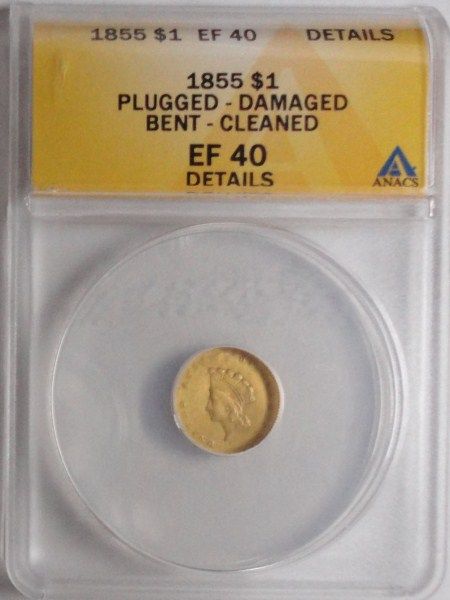 1855 $1 EF 40 DETAILS
1855 $1
PLUGGED - DAMAGED
BENT - CLEANED
EF 40
DETAILS
ANACS